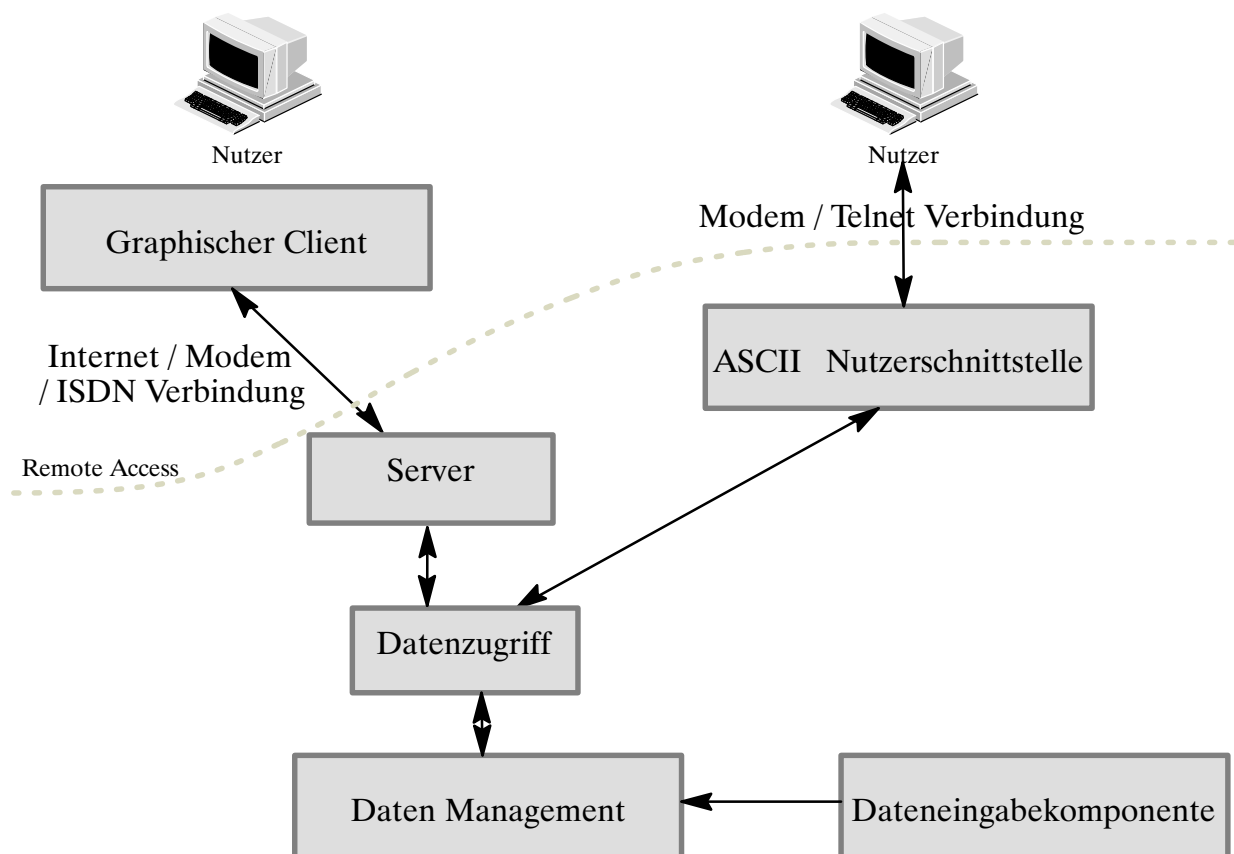 Nutzer
Nutzer
Graphischer Client
Modem / Telnet Verbindung
Internet / Modem
/ ISDN Verbindung
ASCII Nutzerschnittstelle
Remote Access
Server
Datenzugriff
Daten Management
Dateneingabekomponente